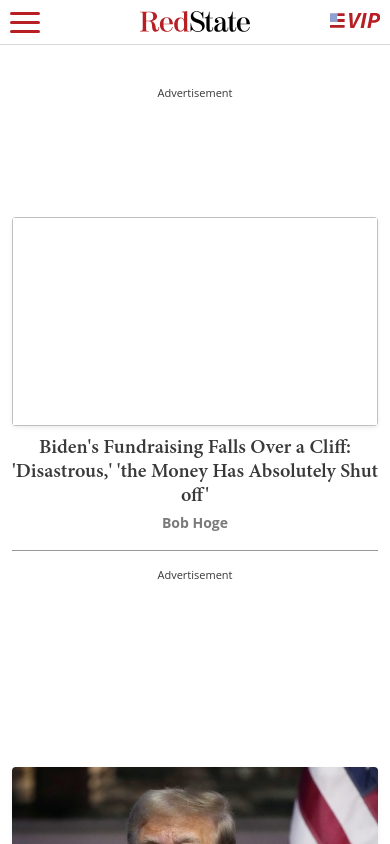 RedState
VIP
Advertisement
Biden's Fundraising Falls Over a Cliff:
'Disastrous,' 'the Money Has Absolutely Shut
off'
Bob Hoge
Advertisement